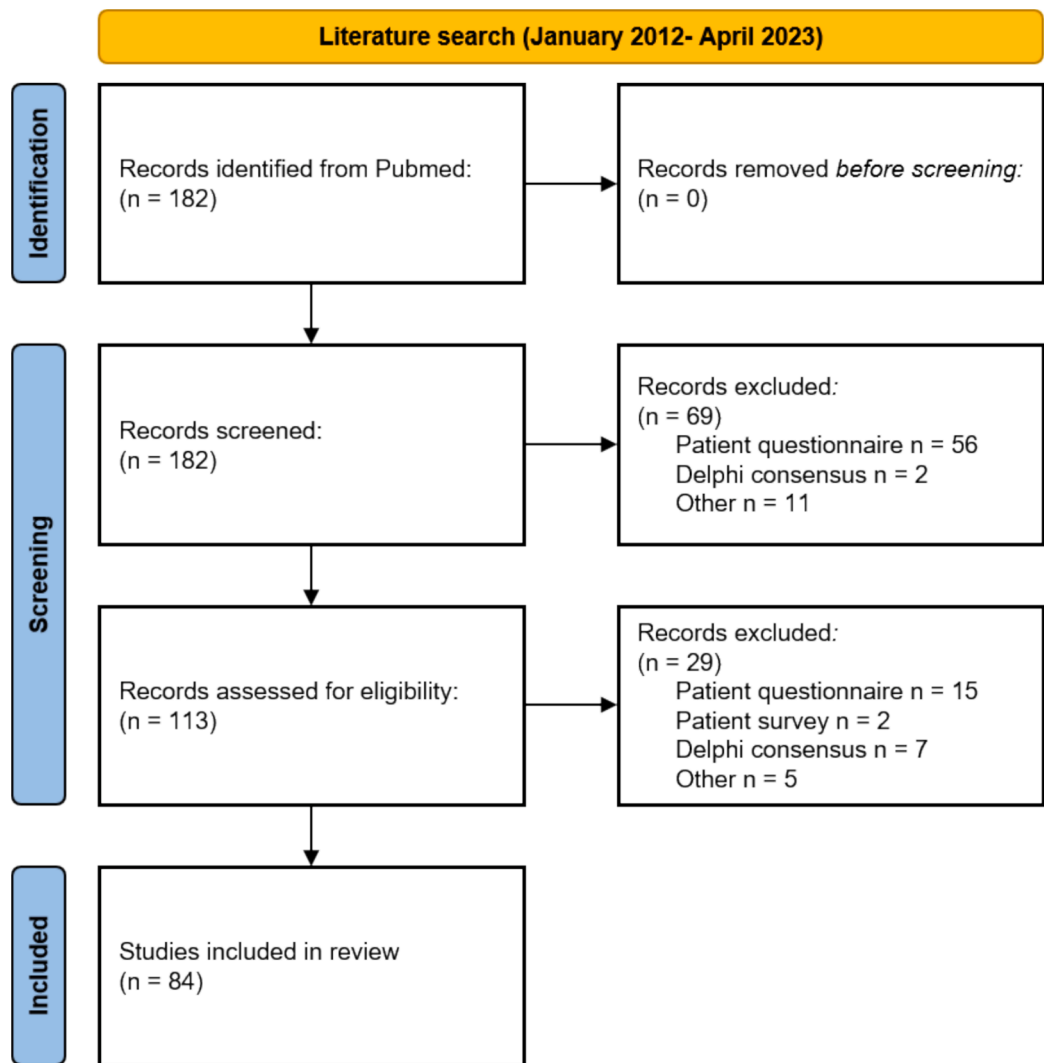 Literature search (January 2012- April 2023)
Identification
Records identified from Pubmed:
(n = 182)
Records removed before screening:
(n = 0)
Screening
Records screened:
(n = 182)
Records excluded:
(n = 69)
Patient questionnaire n = 56
Delphi consensus n = 2
Other n = 11
Records assessed for eligibility:
(n = 113)
Records excluded:
(n = 29)
Patient questionnaire n = 15
Patient survey n = 2
Delphi consensus n = 7
Other n = 5
Included
Studies included in review
(n = 84)